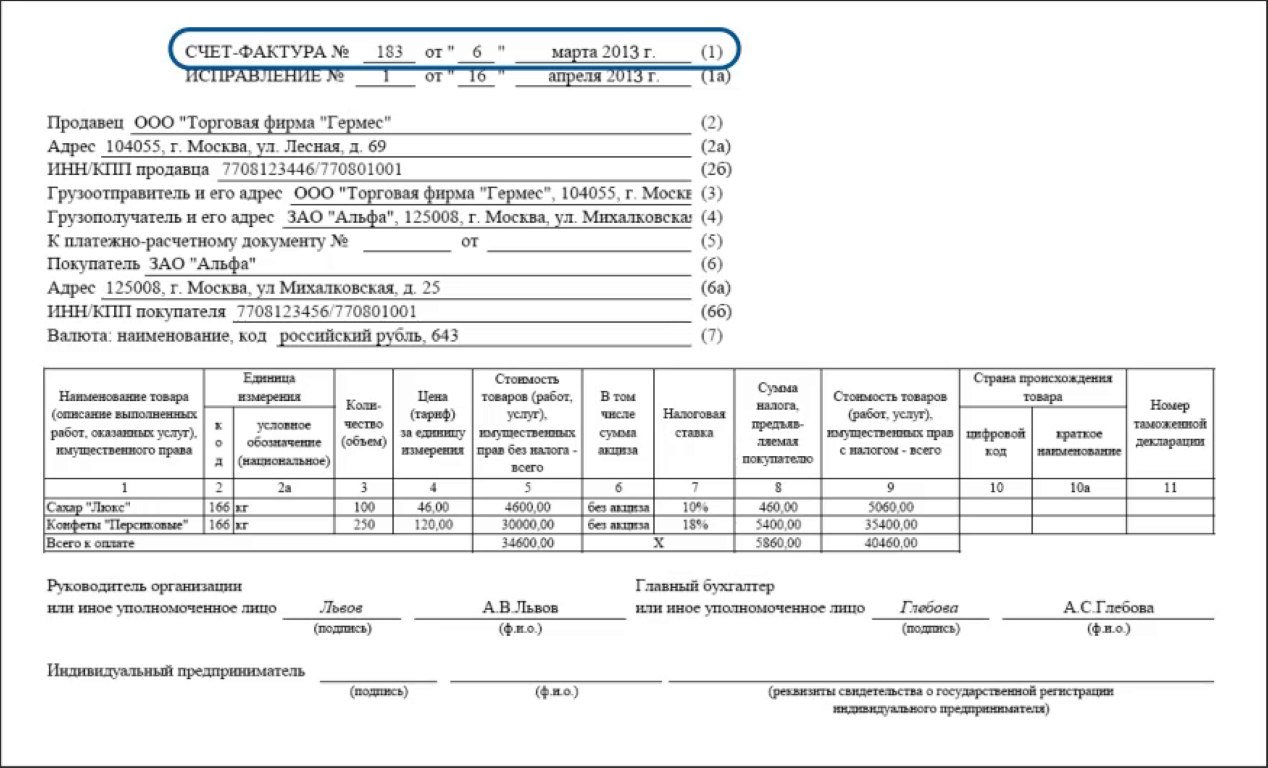 СЧЕТ-ФАКТУРА № 183 от " 6 " марта 2013 г. (1)
ИСПРАВЛЕНИЕ № 1 от " 16 " апреля 2013 г. (1а)
Продавец ООО "Торговая фирма "Гермес" (2)
Адрес 104055, г. Москва, ул. Лесная, д. 69 (2а)
ИНН/КПП продавца 7708123446/770801001 (2б)
Грузоотправитель и его адрес ООО "Торговая фирма "Гермес", 104055, г. Москв (3)
Грузополучатель и его адрес ЗАО "Альфа", 125008, г. Москва, ул. Михалковская (4)
К платежно-расчетному документу № от (5)
Покупатель ЗАО "Альфа" (6)
Адрес 125008, г. Москва, ул Михалковская, д. 25 (6а)
ИНН/КПП покупателя 7708123456/770801001 (6б)
Валюта: наименование, код российский рубль, 643 (7)
Наименование товара
(описание выполненных
работ, оказанных услуг),
имущественного права
Единица
измерения
к
о
д
условное
обозначение
(национальное)
Коли-
чество
(объем)
Цена
(тариф)
за единицу
измерения
Стоимость
товаров (работ,
услуг),
имущественных
прав без налога -
всего
В том
числе
сумма
акциза
Налоговая
ставка
Сумма
налога,
предъяв-
ляемая
покупателю
Стоимость товаров
(работ, услуг),
имущественных прав
с налогом - всего
Страна происхождения
товара
цифровой
код
краткое
наименование
Номер
таможенной
декларации
1 2 2а 3 4 5 6 7 8 9 10 10а 11
Сахар "Люкс" 166 кг 100 46,00 4600,00 без акциза 10% 460,00 5060,00
Конфеты "Персиковые" 166 кг 250 120,00 30000,00 без акциза 18% 5400,00 35400,00
Всего к оплате 34600,00 Х 5860,00 40460,00
Руководитель организации
или иное уполномоченное лицо Львов А.В.Львов
(подпись) (ф.и.о.)
Главный бухгалтер
или иное уполномоченное лицо Глебова А.С.Глебова
(подпись) (ф.и.о.)
Индивидуальный предприниматель
(подпись) (ф.и.о.) (реквизиты свидетельства о государственной регистрации
индивидуального предпринимателя)